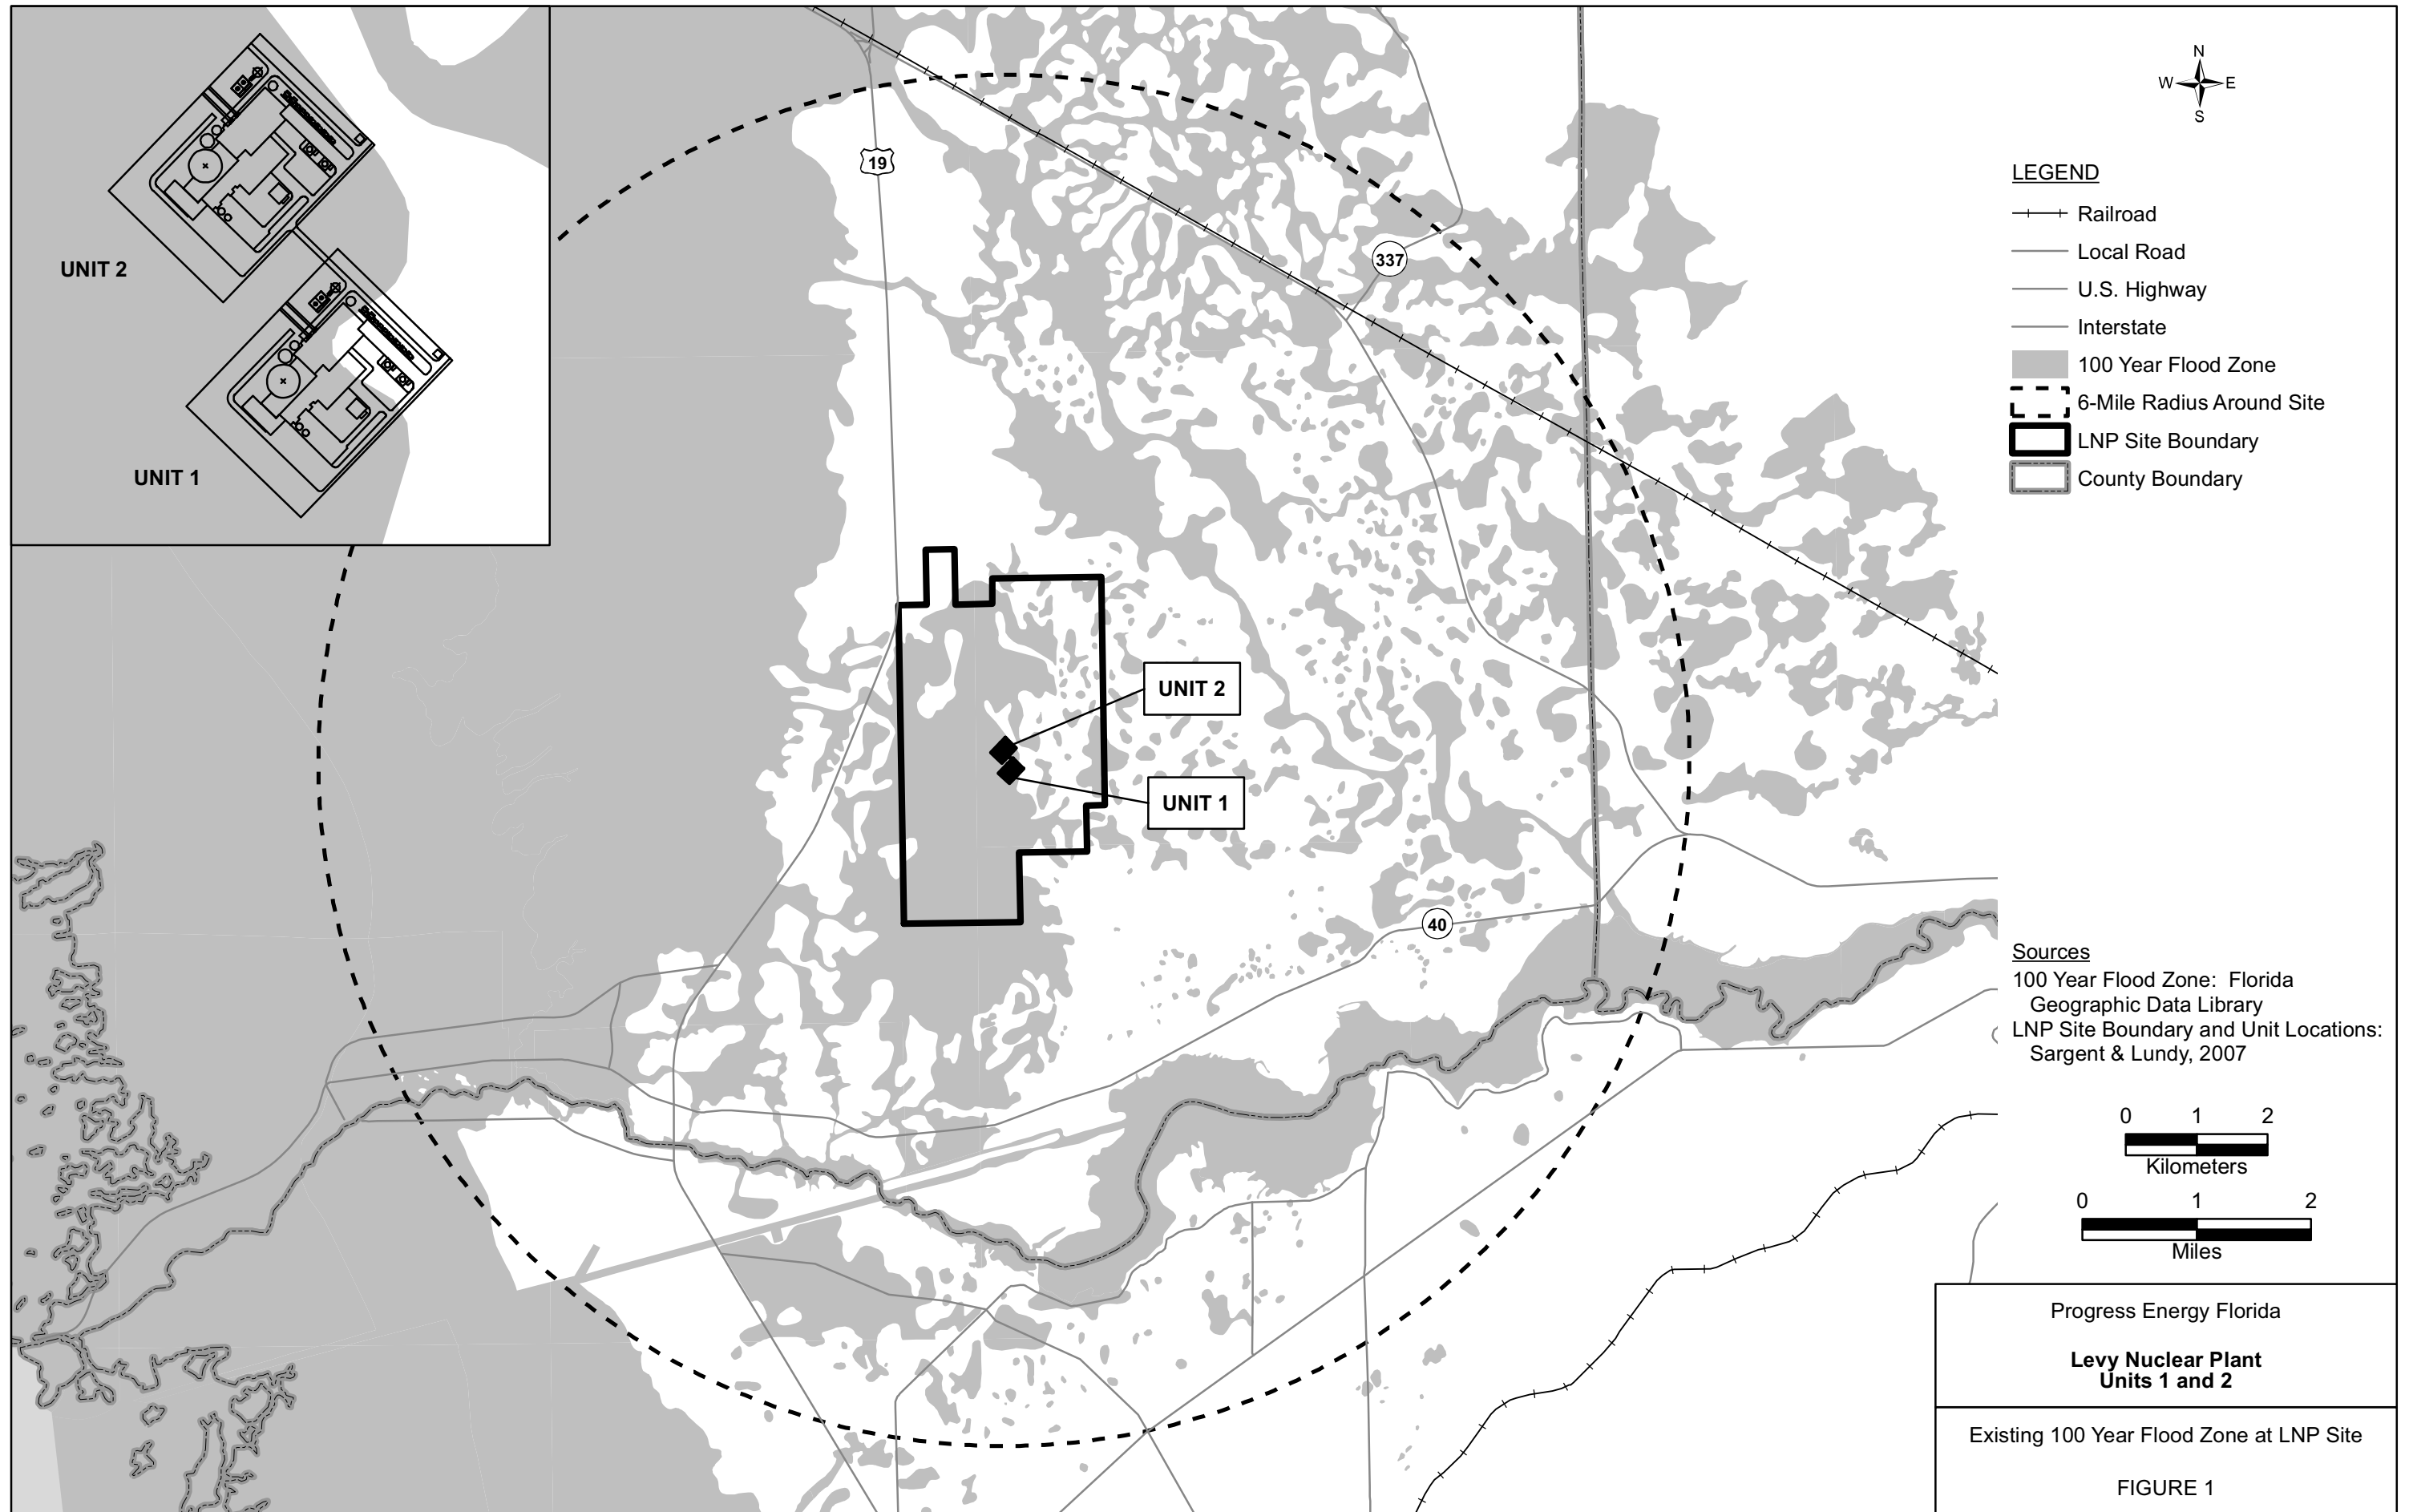 UNIT 2
UNIT 1
19
337
UNIT 2
UNIT 1
40
N
W
E
S
LEGEND
Railroad
Local Road
U.S. Highway
Interstate
100 Year Flood Zone
6-Mile Radius Around Site
LNP Site Boundary
County Boundary
Sources
100 Year Flood Zone: Florida
Geographic Data Library
LNP Site Boundary and Unit Locations:
Sargent & Lundy, 2007
0 1 2
Kilometers
0 1 2
Miles
Progress Energy Florida
Levy Nuclear Plant
Units 1 and 2
Existing 100 Year Flood Zone at LNP Site
FIGURE 1